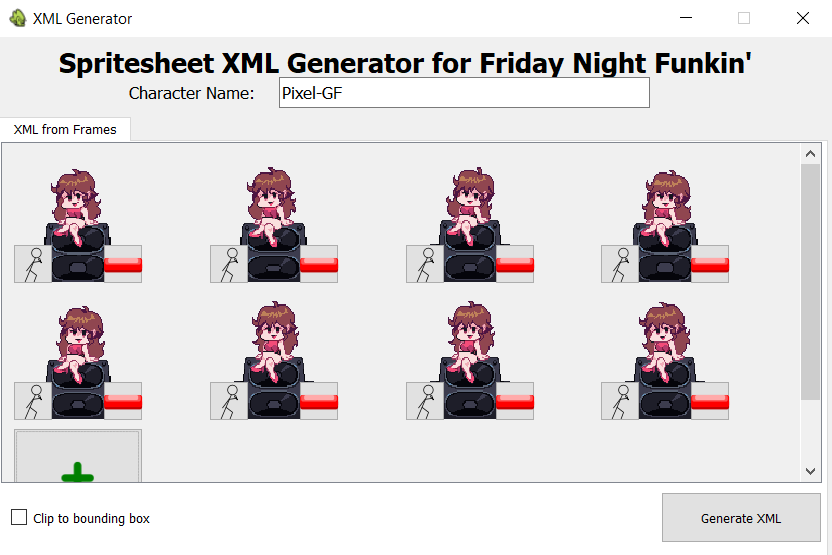 XML Generator
Spritesheet XML Generator for Friday Night Funkin'
Character Name: Pixel-GF
XML from Frames
Clip to bounding box
Generate XML